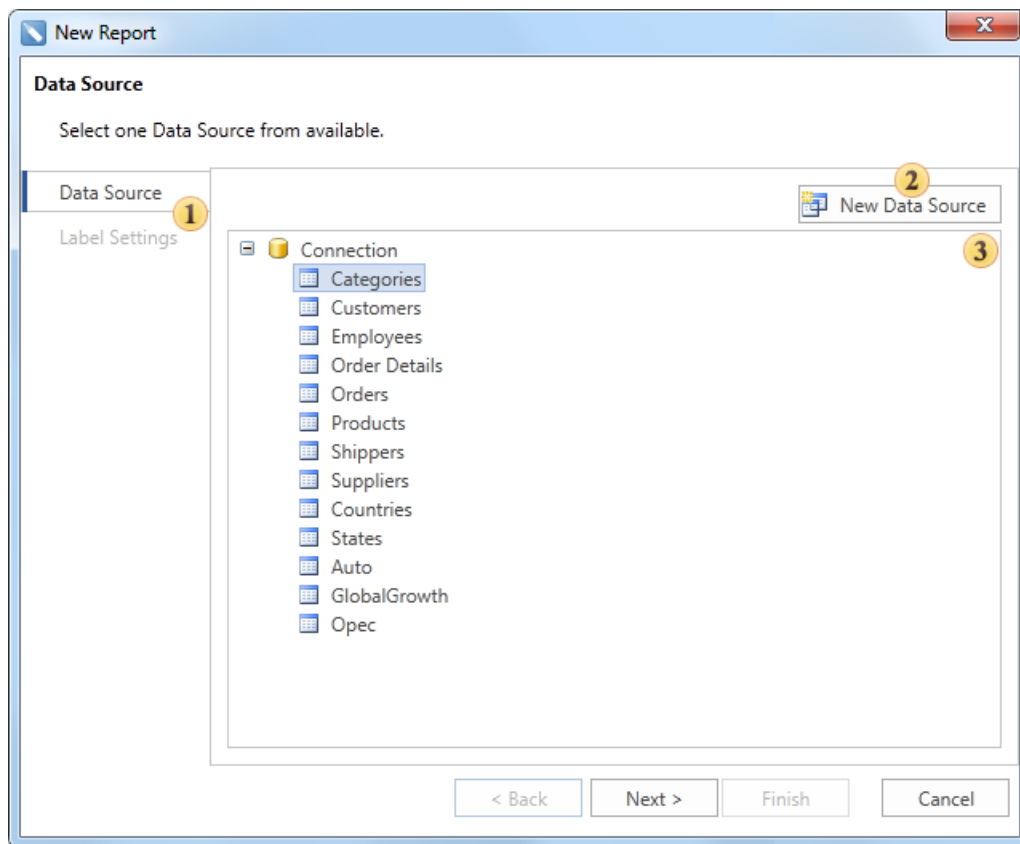 New Report
X
Data Source
Select one Data Source from available.
Data Source
1
Label Settings
2
New Data Source
3
Connection
Categories
Customers
Employees
Order Details
Orders
Products
Shippers
Suppliers
Countries
States
Auto
GlobalGrowth
Opec
< Back Next > Finish Cancel